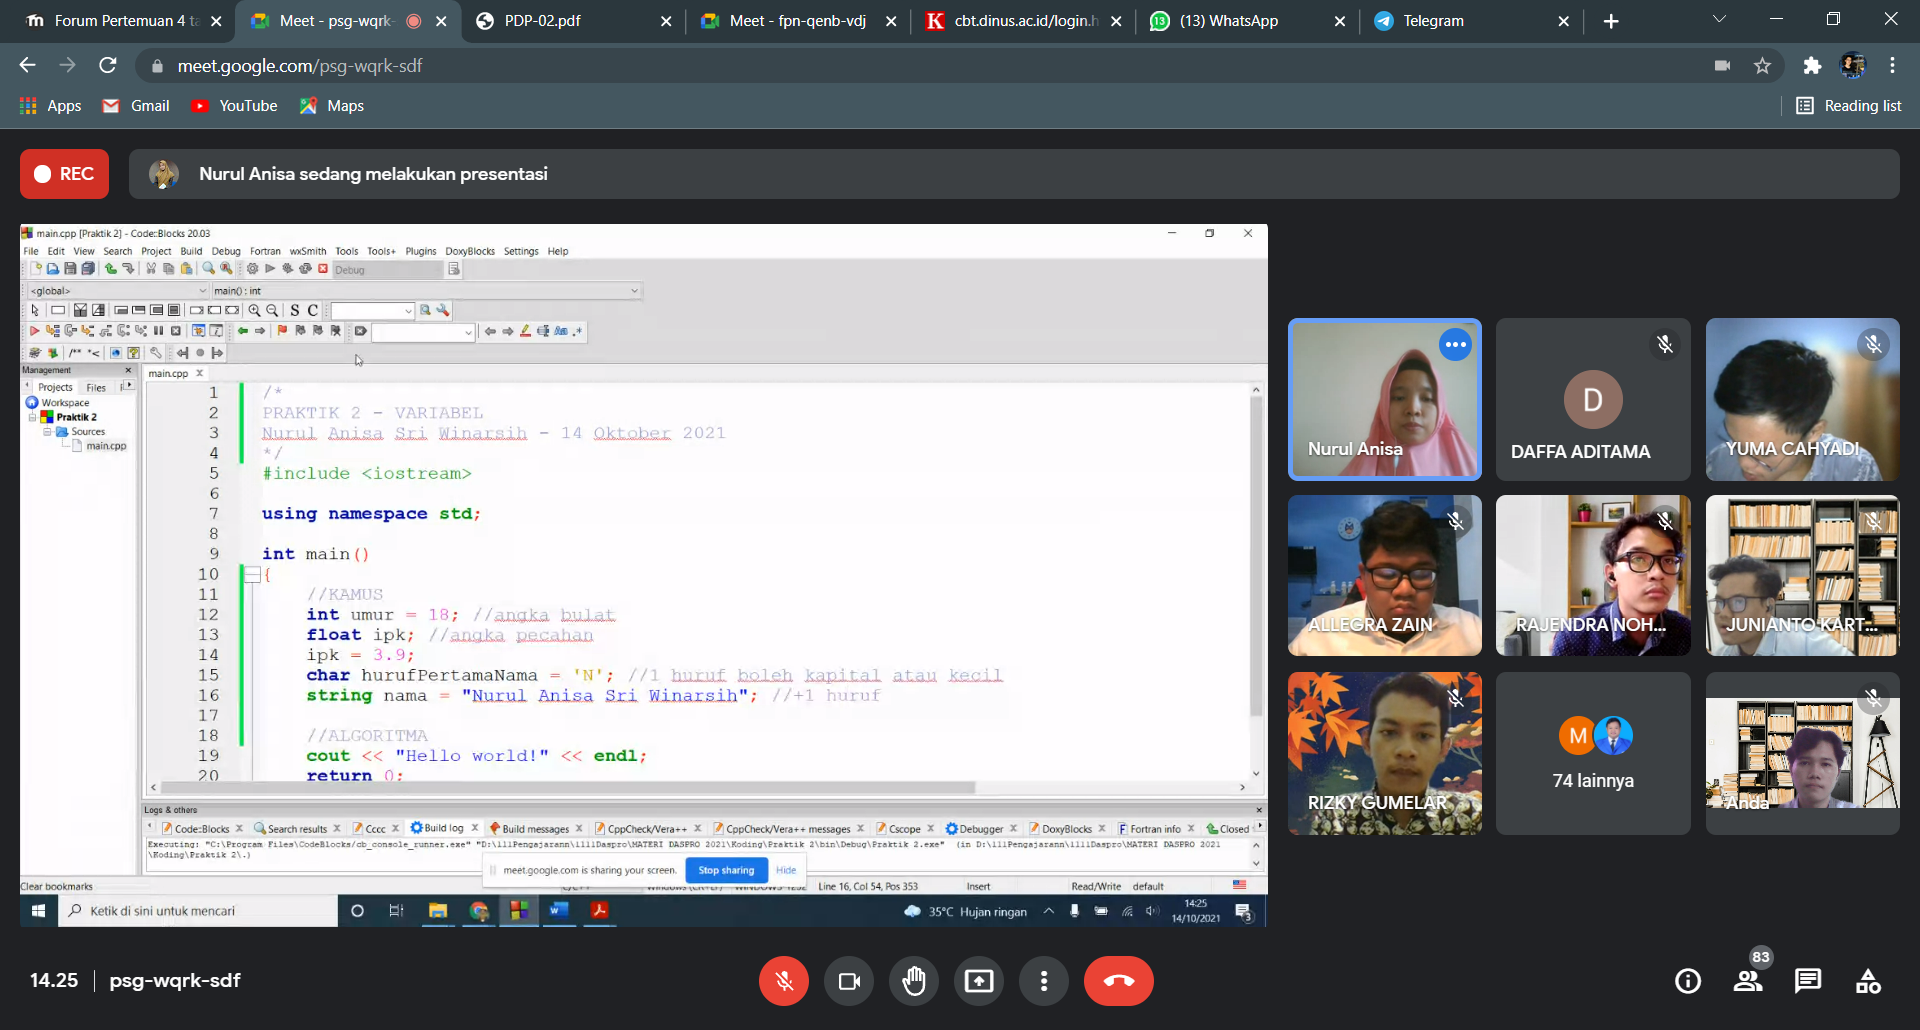 Forum Pertemuan 4 ta
Meet - psg-wqrk-
PDP-02.pdf
Meet - fpn-qenb-vdj
cbt.dinus.ac.id/login.h
(13) WhatsApp
Telegram
meet.google.com/psg-wqrk-sdf
Apps
Gmail
YouTube
Maps
Reading list
REC
Nurul Anisa sedang melakukan presentasi
main.cpp [Praktik 2] - Code::Blocks 20.03
File Edit View Search Project Build Debug Fortran wxSmith Tools Tools+ Plugins DoxyBlocks Settings Help
Debug
<global>
main() : int
S C
/** *<
Management
Projects Files
main.cpp
Workspace
Praktik 2
Sources
main.cpp
1 /*
2 PRAKTIK 2 - VARIABEL
3 Nurul Anisa Sri Winarsih - 14 Oktober 2021
4 */
5 #include <iostream>
6
7 using namespace std;
8
9 int main()
10 {
11 //KAMUS
12 int umur = 18; //angka bulat
13 float ipk; //angka pecahan
14 ipk = 3.9;
15 char hurufPertamaNama = 'N'; //1 huruf boleh kapital atau kecil
16 string nama = "Nurul Anisa Sri Winarsih"; //+1 huruf
17
18 //ALGORITMA
19 cout << "Hello world!" << endl;
20 return 0;
Logs & others
Code::Blocks
Search results
Cccc
Build log
Build messages
CppCheck/Vera++
CppCheck/Vera++ messages
Cscope
Debugger
DoxyBlocks
Fortran info
Closed
Executing: "C:\Program Files\CodeBlocks/cb_console_runner.exe" "D:\1111Pengajarann\1111Daspro\MATERI DASPRO 2021\Koding\Praktik 2\bin\Debug\Praktik 2.exe" (in D:\1111Pengajarann\1111Daspro\MATERI DASPRO 2021
\Koding\Praktik 2\.)
meet.google.com is sharing your screen.
Stop sharing
Hide
Clear bookmarks
Line 16, Col 54, Pos 353
Insert
Read/Write
default
Ketik di sini untuk mencari
35°C Hujan ringan
14:25
14/10/2021
3
Nurul Anisa
D
DAFFA ADITAMA
YUMA CAHYADI
ALLEGRA ZAIN
RAJENDRA NOH...
JUNIANTO KART...
RIZKY GUMELAR
M
74 lainnya
Anda
14.25
psg-wqrk-sdf
83